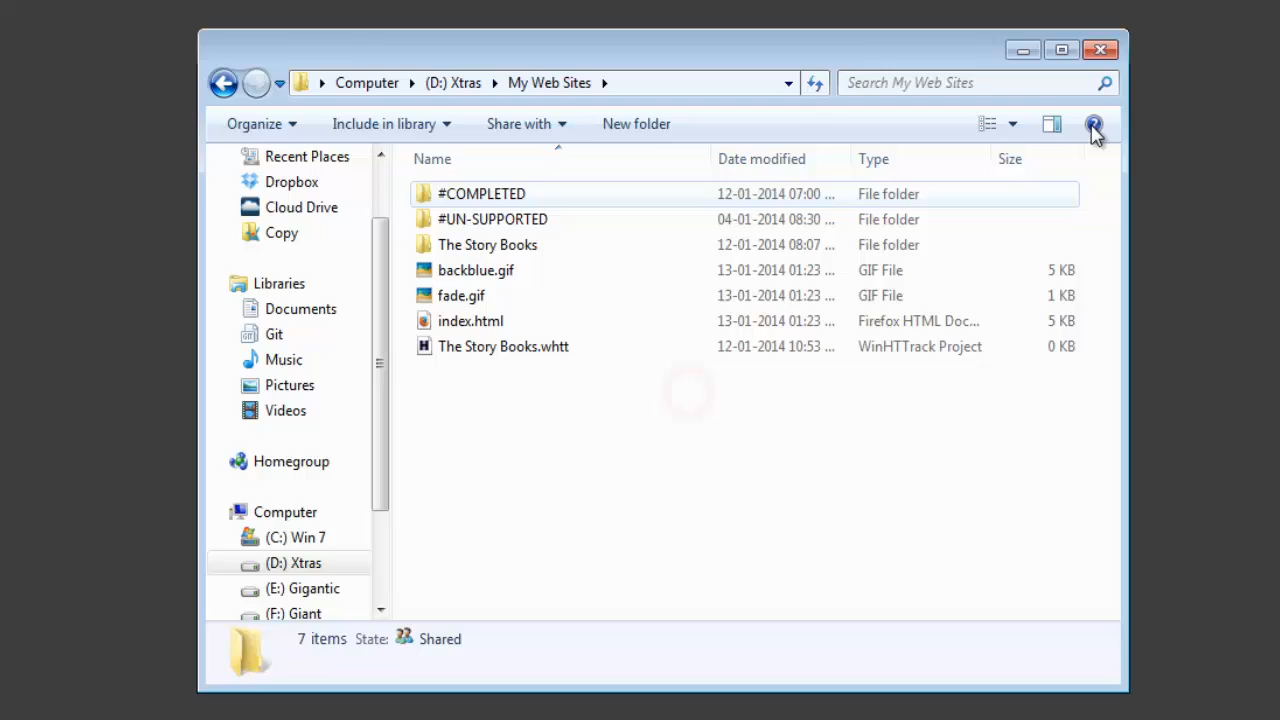 Computer (D:) Xtras My Web Sites Search My Web Sites
Organize Include in library Share with New folder
Recent Places
Dropbox
Cloud Drive
Copy
Libraries
Documents
Git
Music
Pictures
Videos
Homegroup
Computer
(C:) Win 7
(D:) Xtras
(E:) Gigantic
(F:) Giant
Name Date modified Type Size
#COMPLETED 12-01-2014 07:00 ... File folder
#UN-SUPPORTED 04-01-2014 08:30 ... File folder
The Story Books 12-01-2014 08:07 ... File folder
backblue.gif 13-01-2014 01:23 ... GIF File 5 KB
fade.gif 13-01-2014 01:23 ... GIF File 1 KB
index.html 13-01-2014 01:23 ... Firefox HTML Doc... 5 KB
The Story Books.whtt 12-01-2014 10:53 ... WinHTTrack Project 0 KB
7 items State: Shared